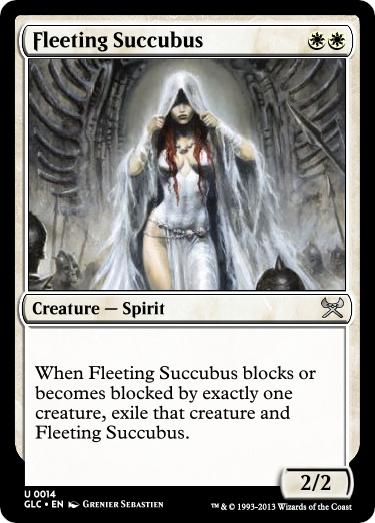 Fleeting Succubus
Creature — Spirit
When Fleeting Succubus blocks or
becomes blocked by exactly one
creature, exile that creature and
Fleeting Succubus.
2/2
U 0014
GLC • EN GRENIER SEBASTIEN
™ & © 1993-2013 Wizards of the Coast